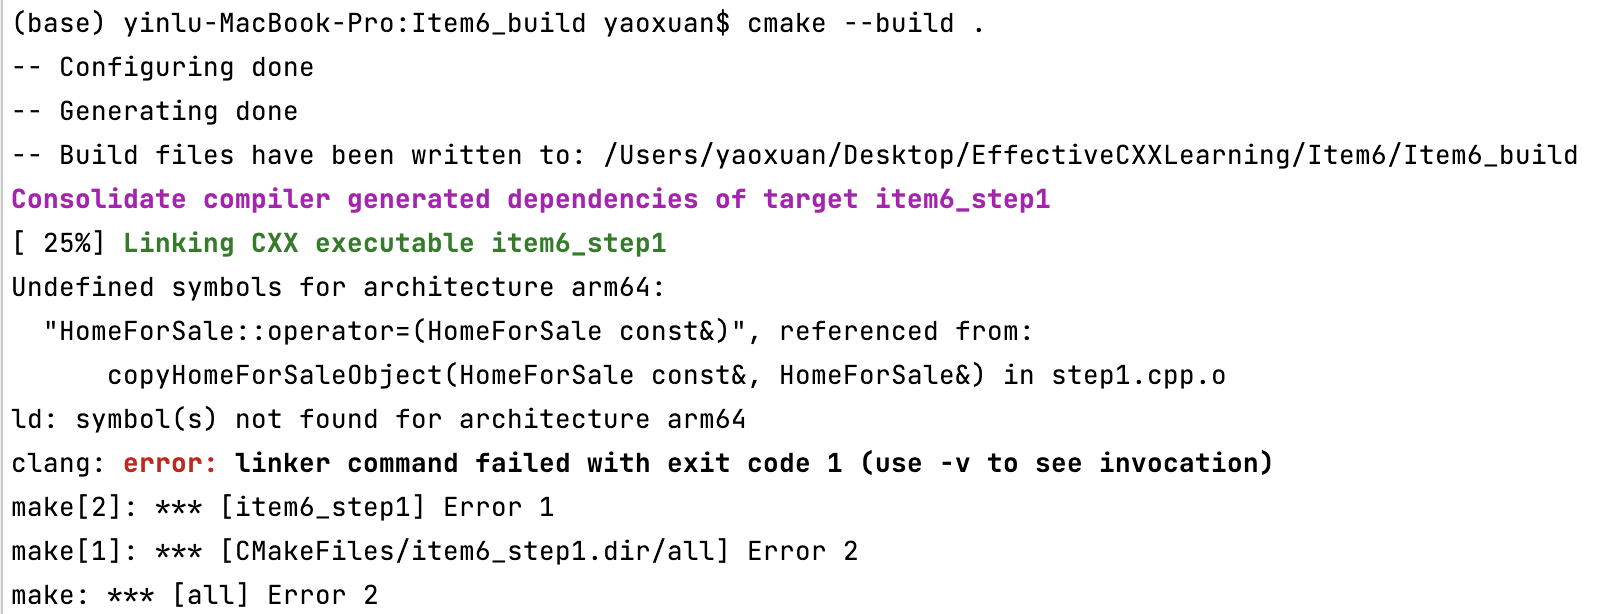 (base) yinlu-MacBook-Pro:Item6_build yaoxuan$ cmake --build .
-- Configuring done
-- Generating done
-- Build files have been written to: /Users/yaoxuan/Desktop/EffectiveCXXLearning/Item6/Item6_build
Consolidate compiler generated dependencies of target item6_step1
[ 25%] Linking CXX executable item6_step1
Undefined symbols for architecture arm64:
  "HomeForSale::operator=(HomeForSale const&)", referenced from:
      copyHomeForSaleObject(HomeForSale const&, HomeForSale&) in step1.cpp.o
ld: symbol(s) not found for architecture arm64
clang: error: linker command failed with exit code 1 (use -v to see invocation)
make[2]: *** [item6_step1] Error 1
make[1]: *** [CMakeFiles/item6_step1.dir/all] Error 2
make: *** [all] Error 2